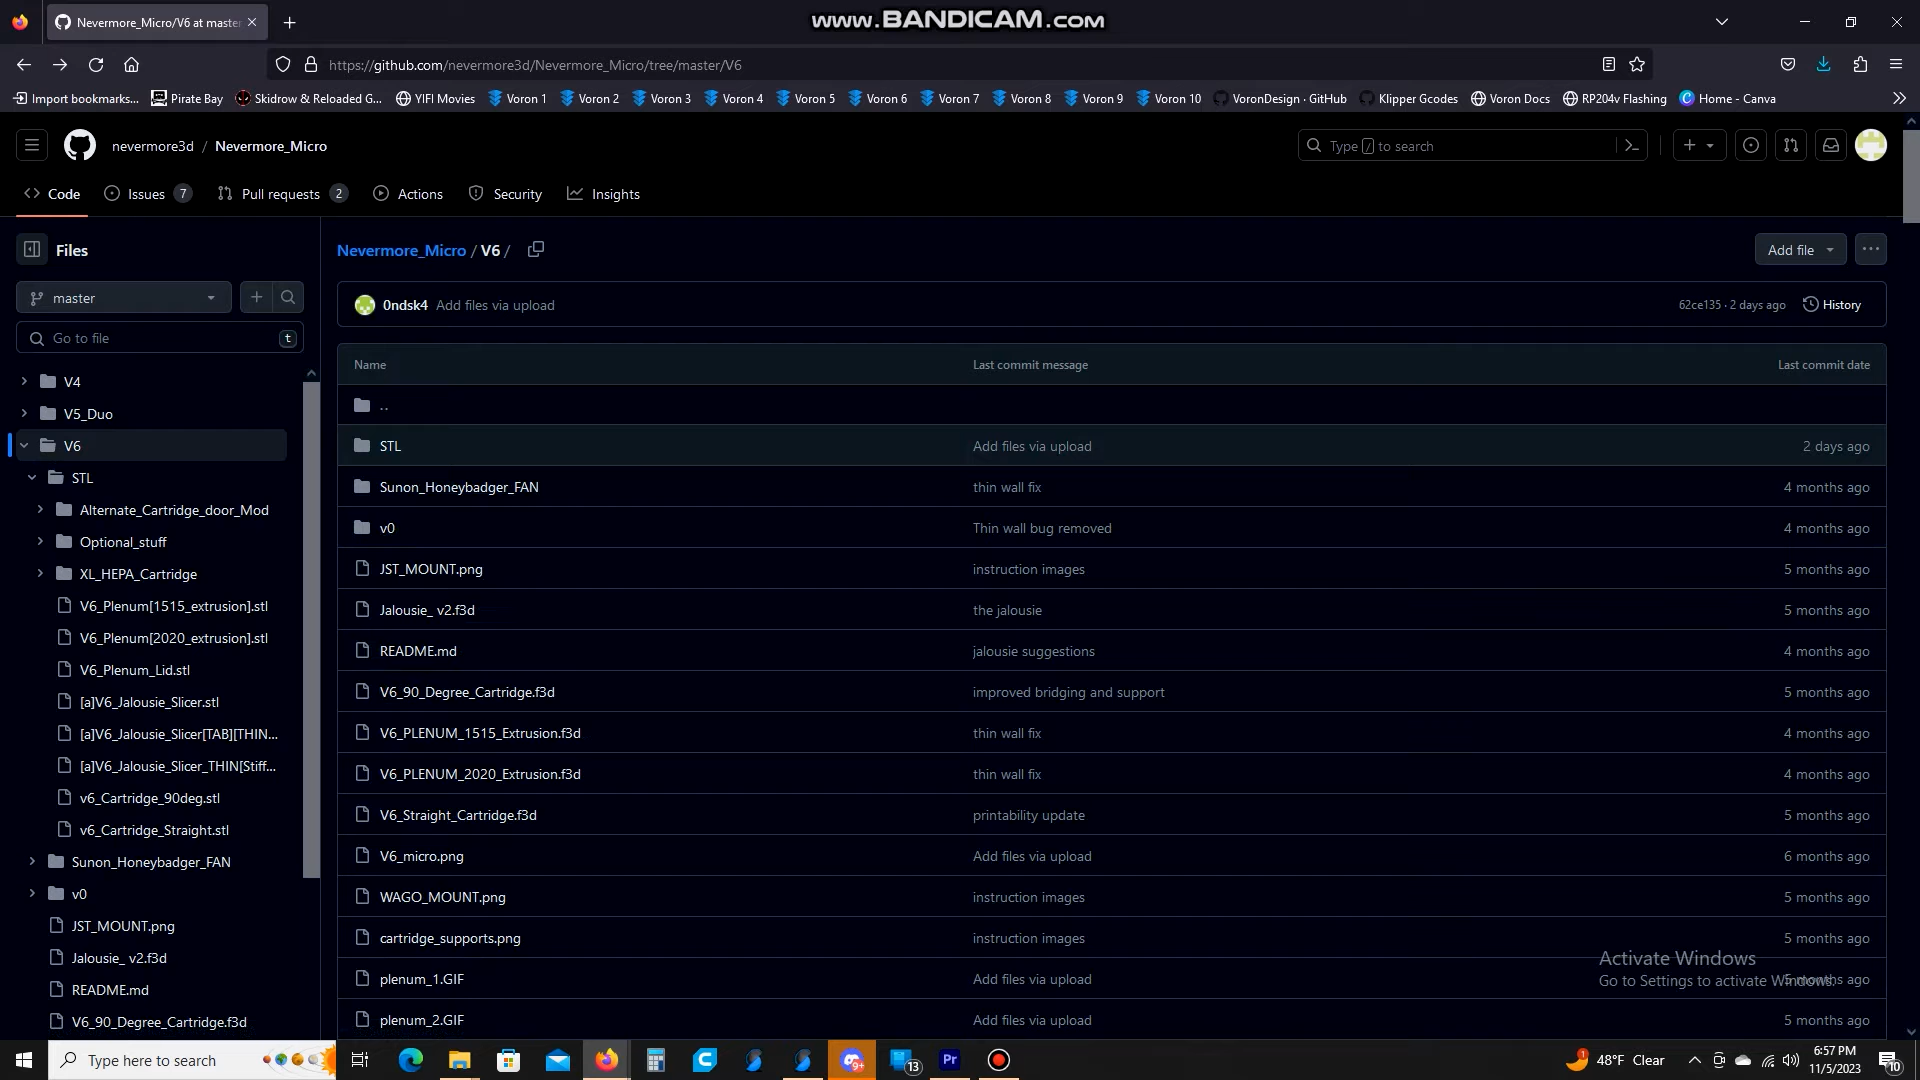 Nevermore_Micro/V6 at master
www.BANDICAM.com
https://github.com/nevermore3d/Nevermore_Micro/tree/master/V6
Import bookmarks... Pirate Bay Skidrow & Reloaded G... YIFI Movies Voron 1 Voron 2 Voron 3 Voron 4 Voron 5 Voron 6 Voron 7 Voron 8 Voron 9 Voron 10 VoronDesign · GitHub Klipper Gcodes Voron Docs RP204v Flashing Home - Canva
nevermore3d / Nevermore_Micro
Type / to search
Code Issues 7 Pull requests 2 Actions Security Insights
Files
master
Go to file t
V4
V5_Duo
V6
STL
Alternate_Cartridge_door_Mod
Optional_stuff
XL_HEPA_Cartridge
V6_Plenum[1515_extrusion].stl
V6_Plenum[2020_extrusion].stl
V6_Plenum_Lid.stl
[a]V6_Jalousie_Slicer.stl
[a]V6_Jalousie_Slicer[TAB][THIN...
[a]V6_Jalousie_Slicer_THIN[Stiff...
v6_Cartridge_90deg.stl
v6_Cartridge_Straight.stl
Sunon_Honeybadger_FAN
v0
JST_MOUNT.png
Jalousie_ v2.f3d
README.md
V6_90_Degree_Cartridge.f3d
Nevermore_Micro / V6 /
Add file
0ndsk4 Add files via upload 62ce135 · 2 days ago History
Name Last commit message Last commit date
..
STL Add files via upload 2 days ago
Sunon_Honeybadger_FAN thin wall fix 4 months ago
v0 Thin wall bug removed 4 months ago
JST_MOUNT.png instruction images 5 months ago
Jalousie_ v2.f3d the jalousie 5 months ago
README.md jalousie suggestions 4 months ago
V6_90_Degree_Cartridge.f3d improved bridging and support 5 months ago
V6_PLENUM_1515_Extrusion.f3d thin wall fix 4 months ago
V6_PLENUM_2020_Extrusion.f3d thin wall fix 4 months ago
V6_Straight_Cartridge.f3d printability update 5 months ago
V6_micro.png Add files via upload 6 months ago
WAGO_MOUNT.png instruction images 5 months ago
cartridge_supports.png instruction images 5 months ago
plenum_1.GIF Add files via upload 5 months ago
plenum_2.GIF Add files via upload 5 months ago
Activate Windows
Go to Settings to activate Windows.
Type here to search
9+
13
Pr
48°F Clear
6:57 PM
11/5/2023
10